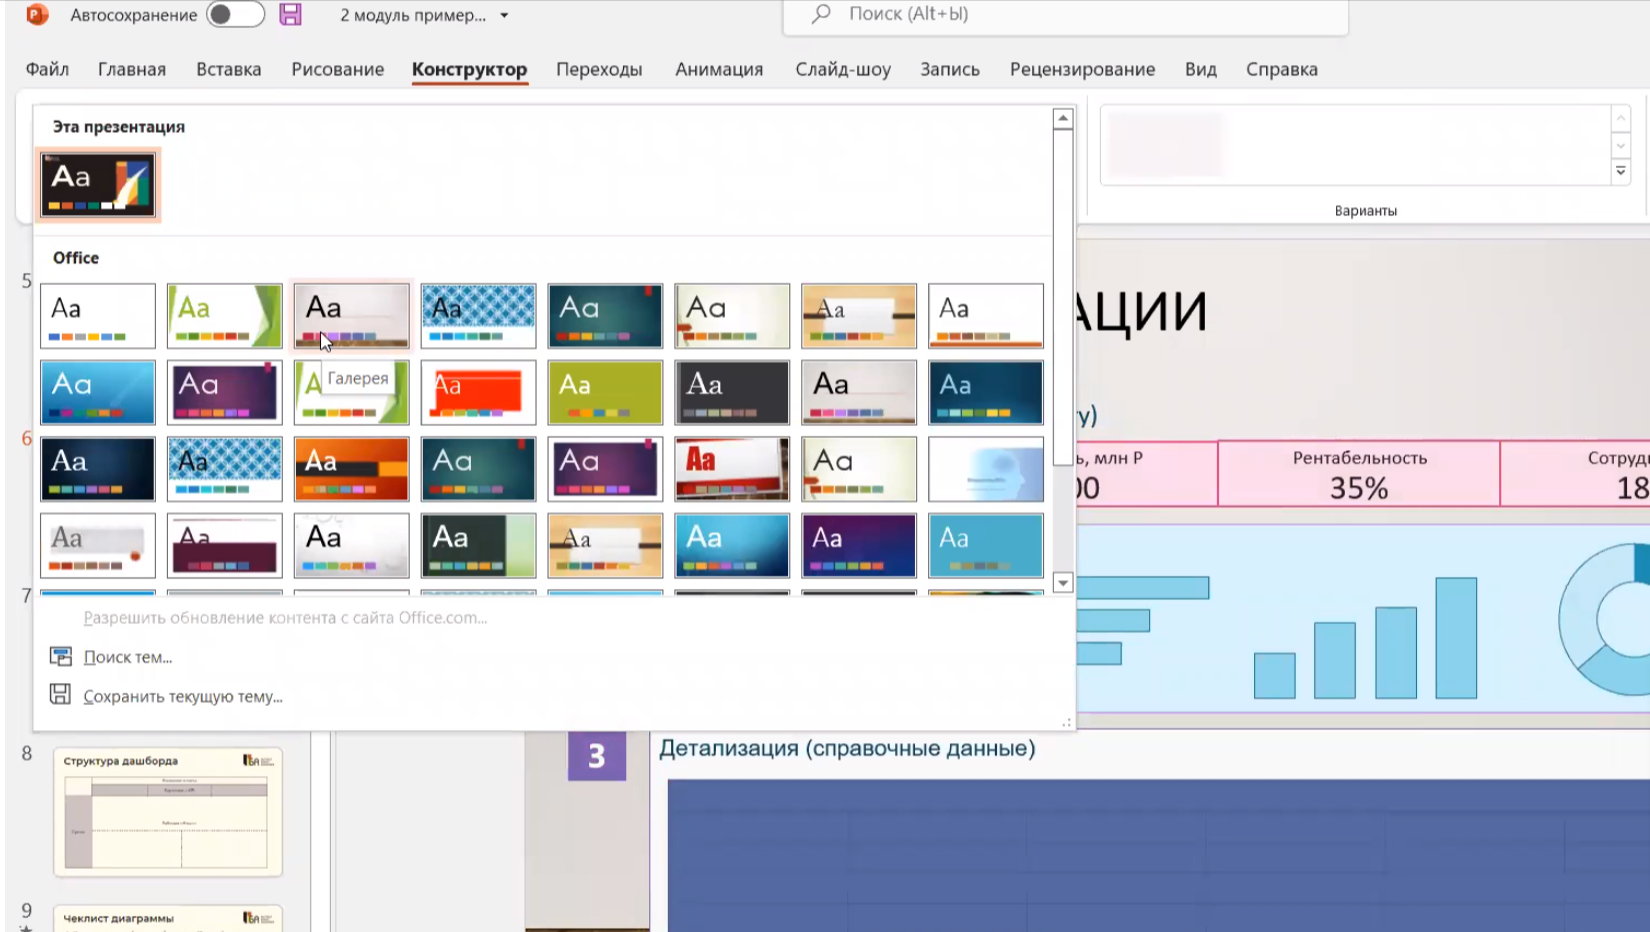 Автосохранение
2 модуль пример...
Поиск (Alt+Ы)
Файл Главная Вставка Рисование Конструктор Переходы Анимация Слайд-шоу Запись Рецензирование Вид Справка
Эта презентация
Aa
Варианты
Office
5
Aa Aa Aa Aa Aa Aa Aa Aa
АЦИИ
Aa Aa A Aa Aa Aa Aa Aa
Галерея
6
ту)
Aa Aa Aa Aa Aa Aa Aa
ь, млн Р Рентабельность Сотруд
00 35% 18
Aa Aa Aa Aa Aa Aa Aa Aa
7
Разрешить обновление контента с сайта Office.com...
Поиск тем...
Сохранить текущую тему...
8
Структура дашборда
3
Детализация (справочные данные)
9
Чеклист диаграммы